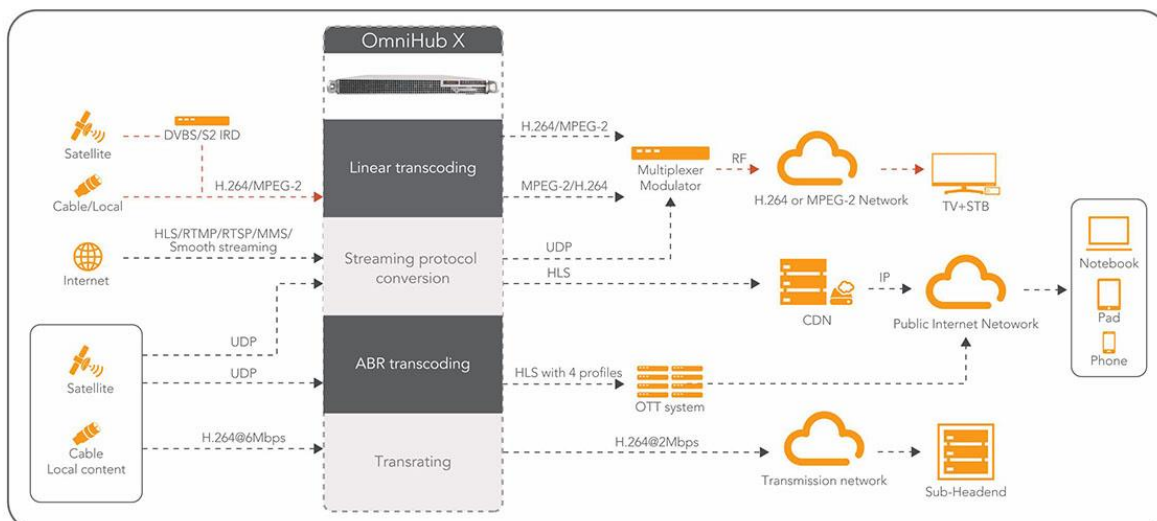 OmniHub X
Satellite
DVBS/S2 IRD
Cable/Local
H.264/MPEG-2
Internet
HLS/RTMP/RTSP/MMS/
Smooth streaming
UDP
Satellite
UDP
Cable
Local content
H.264@6Mbps
Linear transcoding
Streaming protocol
conversion
ABR transcoding
Transrating
H.264/MPEG-2
MPEG-2/H.264
Multiplexer
Modulator
RF
H.264 or MPEG-2 Network
TV+STB
UDP
HLS
CDN
IP
Public Internet Netowork
Notebook
Pad
Phone
HLS with 4 profiles
OTT system
H.264@2Mbps
Transmission network
Sub-Headend